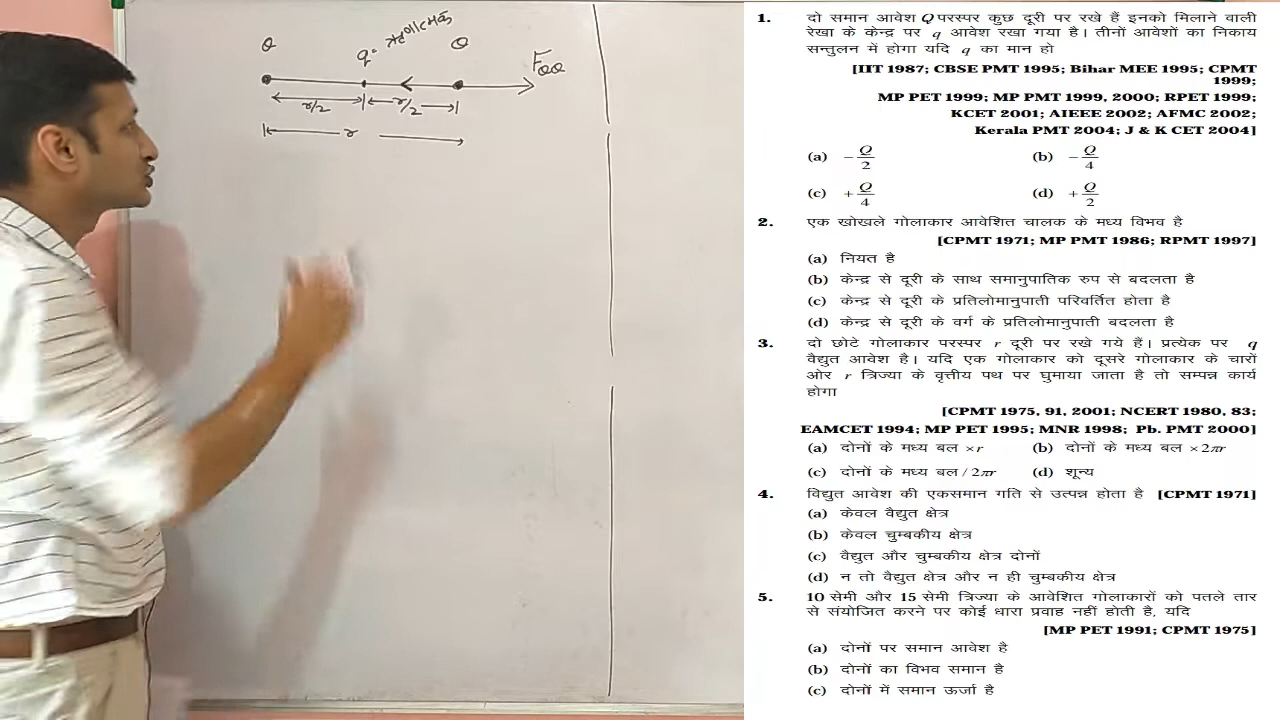 Q
q = ऋणात्मक
Q
F_QQ
r/2
r/2
r
1. दो समान आवेश Q परस्पर कुछ दूरी पर रखे हैं इनको मिलाने वाली
रेखा के केन्द्र पर q आवेश रखा गया है। तीनों आवेशों का निकाय
सन्तुलन में होगा यदि q का मान हो
[IIT 1987; CBSE PMT 1995; Bihar MEE 1995; CPMT
1999;
MP PET 1999; MP PMT 1999, 2000; RPET 1999;
KCET 2001; AIEEE 2002; AFMC 2002;
Kerala PMT 2004; J & K CET 2004]
(a) −Q/2 (b) −Q/4
(c) +Q/4 (d) +Q/2
2. एक खोखले गोलाकार आवेशित चालक के मध्य विभव है
[CPMT 1971; MP PMT 1986; RPMT 1997]
(a) नियत है
(b) केन्द्र से दूरी के साथ समानुपातिक रुप से बदलता है
(c) केन्द्र से दूरी के प्रतिलोमानुपाती परिवर्तित होता है
(d) केन्द्र से दूरी के वर्ग के प्रतिलोमानुपाती बदलता है
3. दो छोटे गोलाकार परस्पर r दूरी पर रखे गये हैं। प्रत्येक पर q
वैद्युत आवेश है। यदि एक गोलाकार को दूसरे गोलाकार के चारों
ओर r त्रिज्या के वृत्तीय पथ पर घुमाया जाता है तो सम्पन्न कार्य
होगा
[CPMT 1975, 91, 2001; NCERT 1980, 83;
EAMCET 1994; MP PET 1995; MNR 1998; Pb. PMT 2000]
(a) दोनों के मध्य बल ×r (b) दोनों के मध्य बल ×2πr
(c) दोनों के मध्य बल / 2πr (d) शून्य
4. विद्युत आवेश की एकसमान गति से उत्पन्न होता है [CPMT 1971]
(a) केवल वैद्युत क्षेत्र
(b) केवल चुम्बकीय क्षेत्र
(c) वैद्युत और चुम्बकीय क्षेत्र दोनों
(d) न तो वैद्युत क्षेत्र और न ही चुम्बकीय क्षेत्र
5. 10 सेमी और 15 सेमी त्रिज्या के आवेशित गोलाकारों को पतले तार
से संयोजित करने पर कोई धारा प्रवाह नहीं होती है, यदि
[MP PET 1991; CPMT 1975]
(a) दोनों पर समान आवेश है
(b) दोनों का विभव समान है
(c) दोनों में समान ऊर्जा है